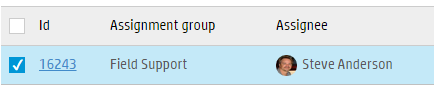 Id Assignment group Assignee
16243 Field Support Steve Anderson